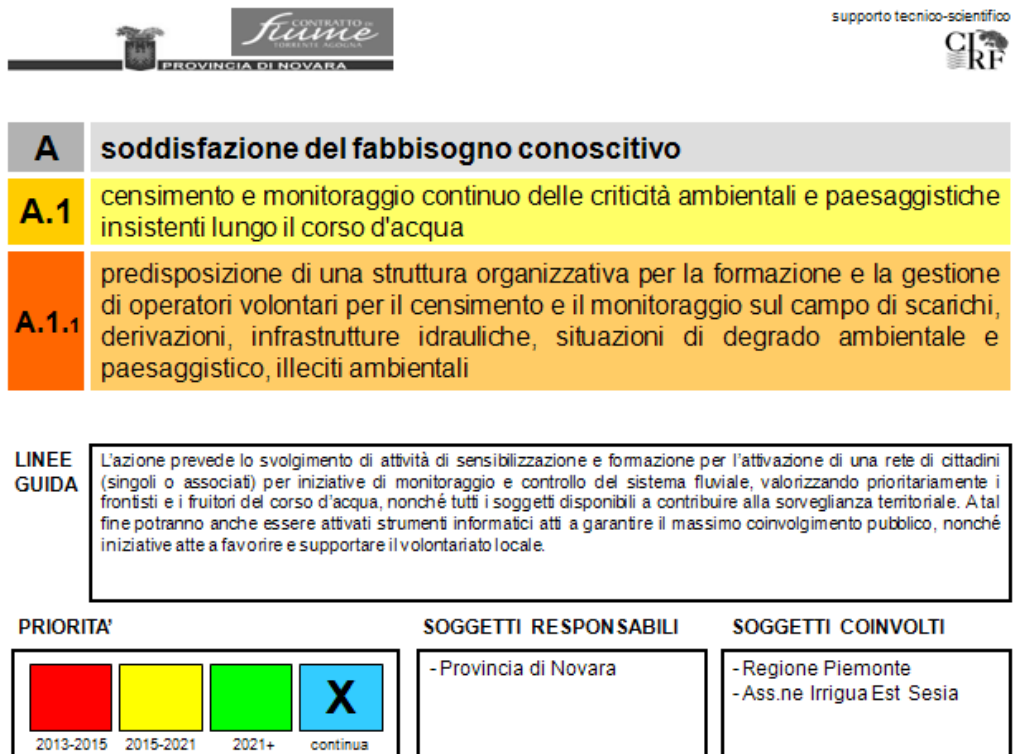 supporto tecnico-scientifico
CONTRATTO DI
fiume
TORRENTE AGOGNA
PROVINCIA DI NOVARA
CIRF
A
soddisfazione del fabbisogno conoscitivo
A.1
censimento e monitoraggio continuo delle criticità ambientali e paesaggistiche
insistenti lungo il corso d'acqua
A.1.1
predisposizione di una struttura organizzativa per la formazione e la gestione
di operatori volontari per il censimento e il monitoraggio sul campo di scarichi,
derivazioni, infrastrutture idrauliche, situazioni di degrado ambientale e
paesaggistico, illeciti ambientali
LINEE
GUIDA
L'azione prevede lo svolgimento di attività di sensibilizzazione e formazione per l'attivazione di una rete di cittadini
(singoli o associati) per iniziative di monitoraggio e controllo del sistema fluviale, valorizzando prioritariamente i
frontisti e i fruitori del corso d'acqua, nonché tutti i soggetti disponibili a contribuire alla sorveglianza territoriale. A tal
fine potranno anche essere attivati strumenti informatici atti a garantire il massimo coinvolgimento pubblico, nonché
iniziative atte a favorire e supportare il volontariato locale.
PRIORITA'
X
2013-2015 2015-2021 2021+ continua
SOGGETTI RESPONSABILI
- Provincia di Novara
SOGGETTI COINVOLTI
- Regione Piemonte
- Ass.ne Irrigua Est Sesia